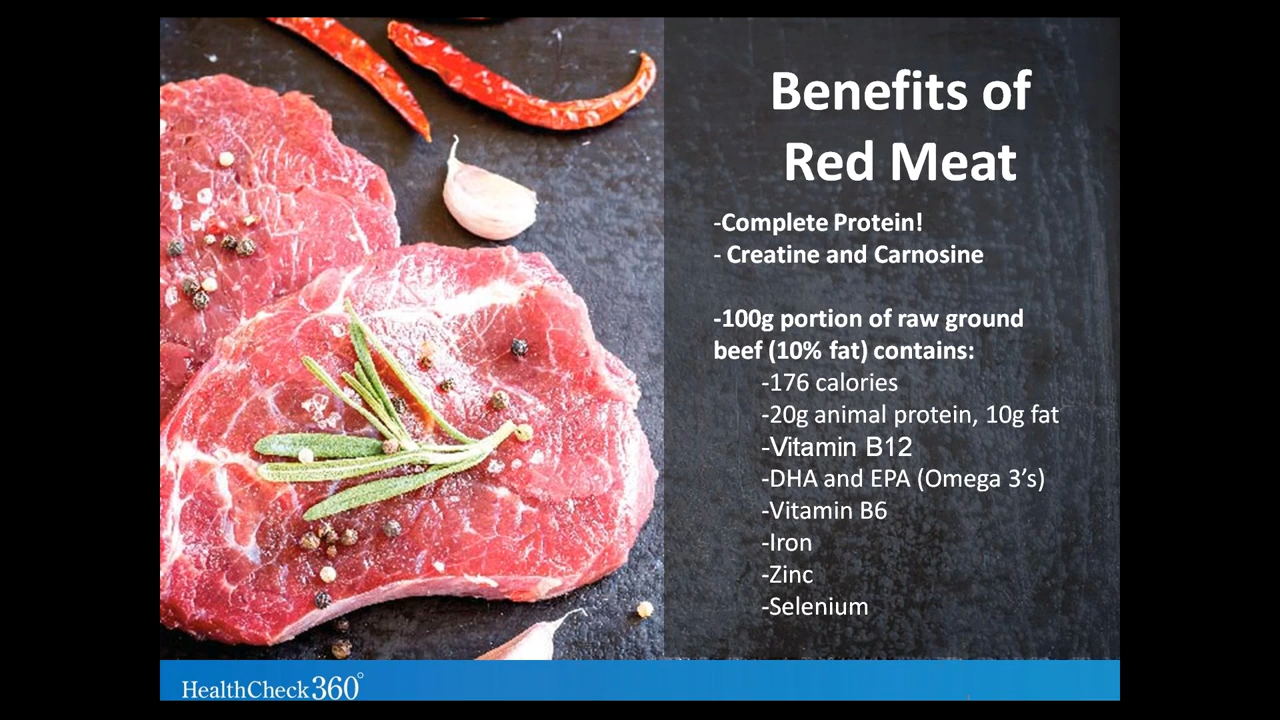 Benefits of
Red Meat
-Complete Protein!
- Creatine and Carnosine
-100g portion of raw ground
beef (10% fat) contains:
-176 calories
-20g animal protein, 10g fat
-Vitamin B12
-DHA and EPA (Omega 3’s)
-Vitamin B6
-Iron
-Zinc
-Selenium
HealthCheck360°